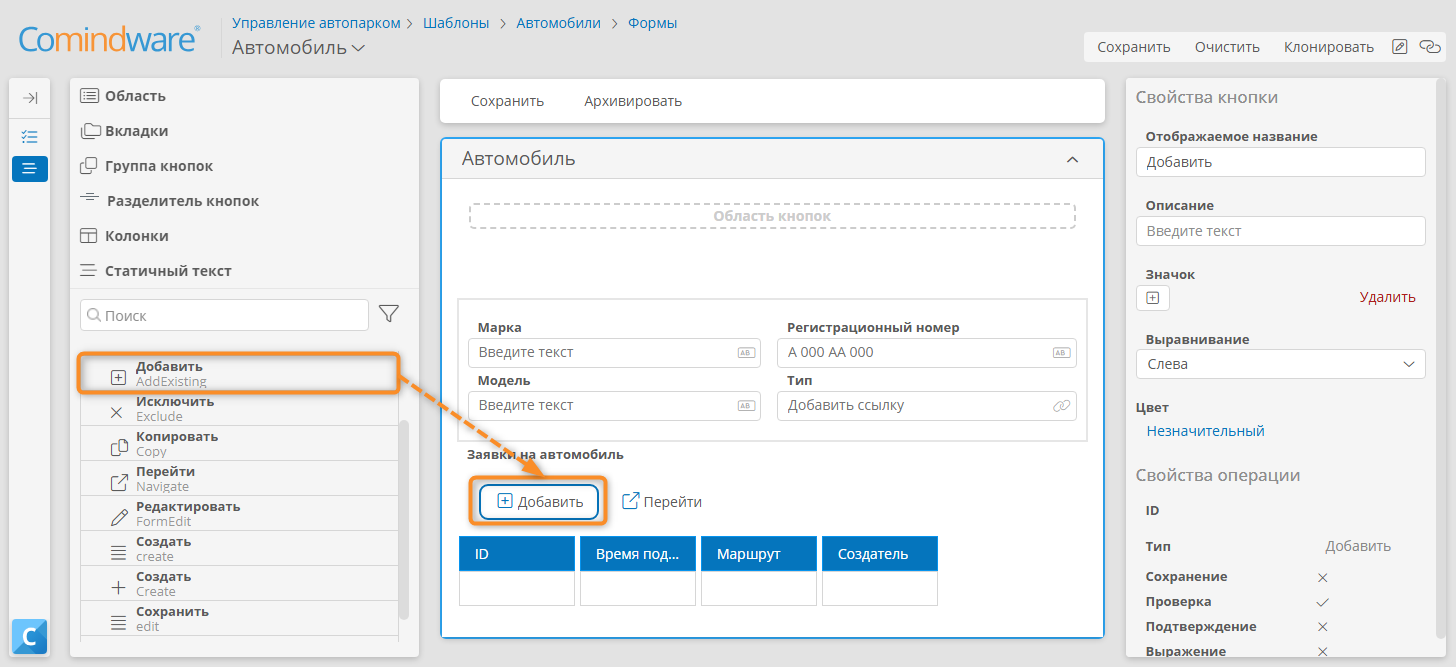 Comindware®
Управление автопарком > Шаблоны > Автомобили > Формы
Автомобиль
Сохранить Очистить Клонировать
Область
Вкладки
Группа кнопок
Разделитель кнопок
Колонки
Статичный текст
Поиск
Добавить
AddExisting
Исключить
Exclude
Копировать
Copy
Перейти
Navigate
Редактировать
FormEdit
Создать
create
Создать
Create
Сохранить
edit
C
Сохранить Архивировать
Автомобиль
Область кнопок
Марка Регистрационный номер
Введите текст AB А 000 АА 000 AB
Модель Тип
Введите текст AB Добавить ссылку
Заявки на автомобиль
Добавить Перейти
ID Время под... Маршрут Создатель
Свойства кнопки
Отображаемое название
Добавить
Описание
Введите текст
Значок
Удалить
Выравнивание
Слева
Цвет
Незначительный
Свойства операции
ID
Тип Добавить
Сохранение
Проверка
Подтверждение
Выражение